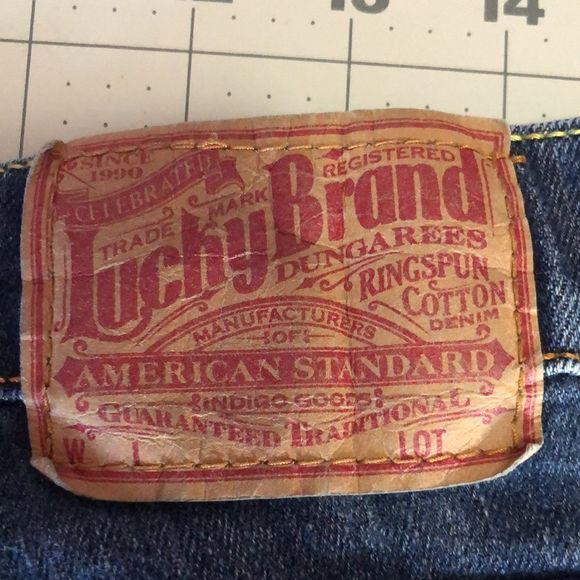 13 14
SINCE
1990
CELEBRATED
TRADE MARK
REGISTERED
Lucky Brand
DUNGAREES
RINGSPUN
COTTON
DENIM
MANUFACTURERS
OF
AMERICAN STANDARD
INDIGO GOODS
GUARANTEED TRADITIONAL
W L LOT